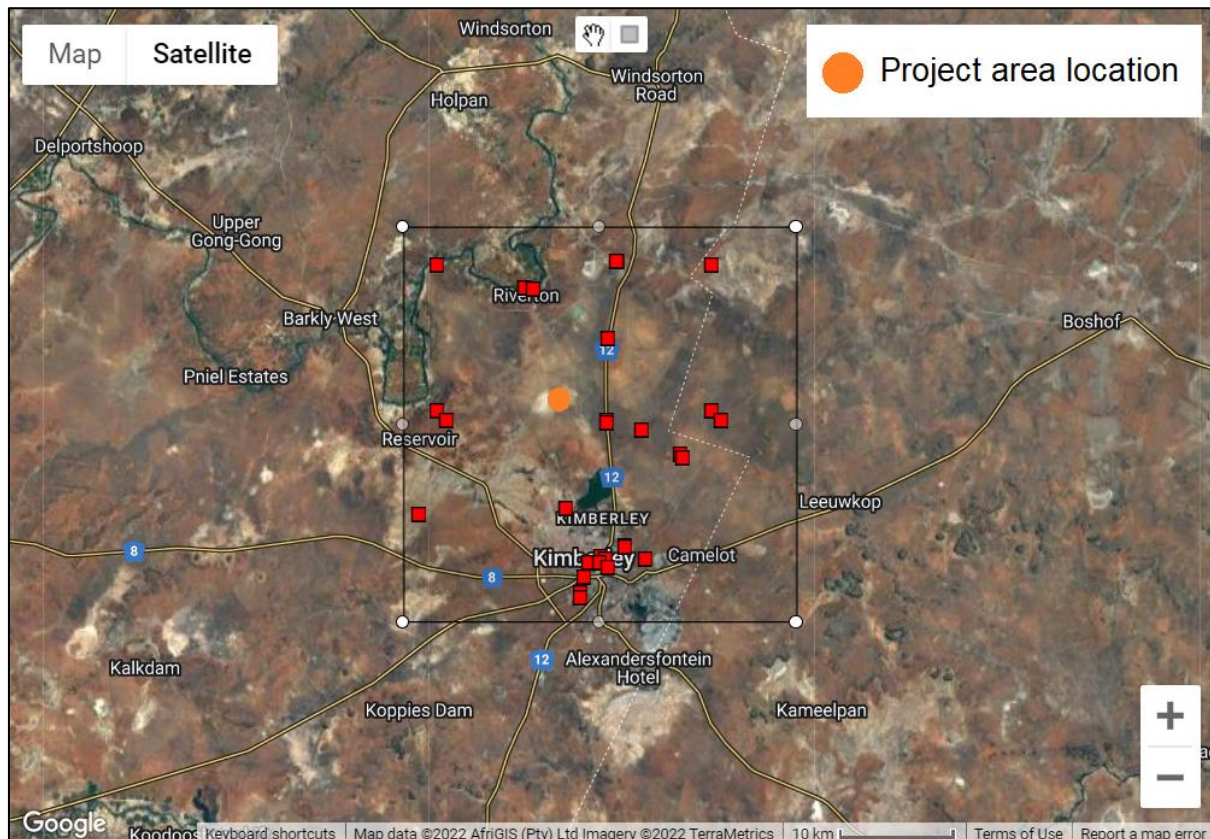 Map
Satellite
Project area location
Windsorton
Windsorton
Road
Holpan
Delportshoop
Upper
Gong-Gong
Riverton
Barkly West
12
Boshof
Pniel Estates
Reservoir
12
Leeuwkop
KIMBERLEY
8
Kimberley
Camelot
8
12
Alexandersfontein
Hotel
Kalkdam
Koppies Dam
Kameelpan
Google
Keyboard shortcuts
Map data ©2022 AfriGIS (Pty) Ltd Imagery ©2022 TerraMetrics
10 km
Terms of Use
Report a map error